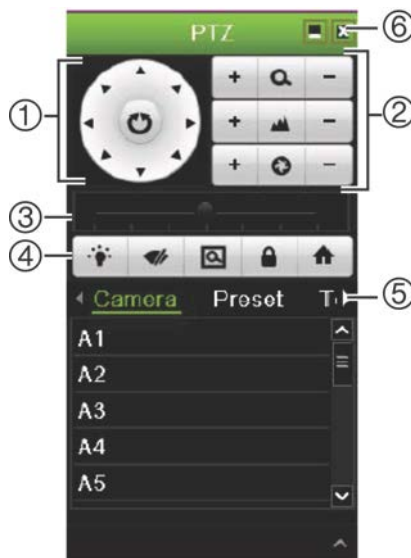 PTZ
⑥
①
+ -
②
+ -
+ -
③
④
Camera Preset
⑤
A1
A2
A3
A4
A5